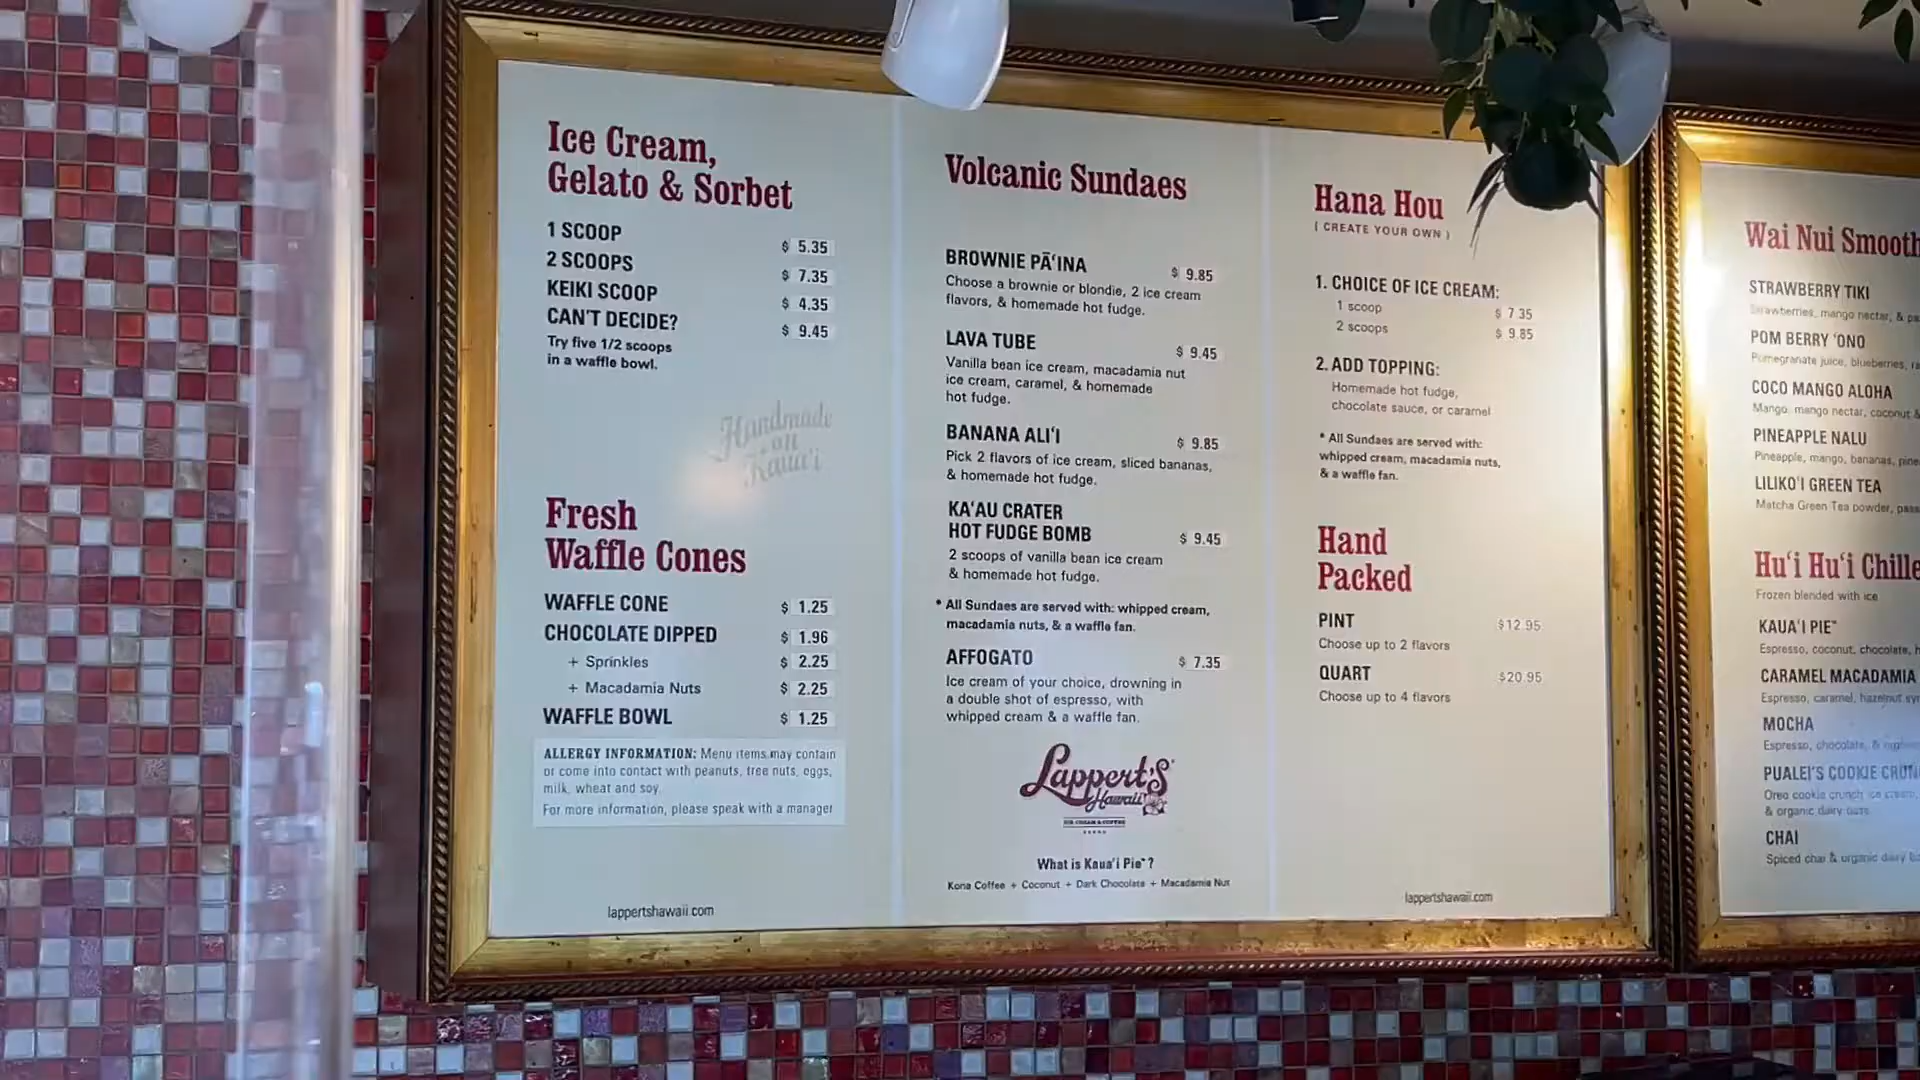 Ice Cream,
Gelato & Sorbet
1 SCOOP $ 5.35
2 SCOOPS $ 7.35
KEIKI SCOOP $ 4.35
CAN'T DECIDE? $ 9.45
Try five 1/2 scoops
in a waffle bowl.
Handmade
on
Kaua'i
Fresh
Waffle Cones
WAFFLE CONE $ 1.25
CHOCOLATE DIPPED $ 1.96
+ Sprinkles $ 2.25
+ Macadamia Nuts $ 2.25
WAFFLE BOWL $ 1.25
ALLERGY INFORMATION: Menu items may contain
or come into contact with peanuts, tree nuts, eggs,
milk, wheat and soy.
For more information, please speak with a manager
lappertshawaii.com
Volcanic Sundaes
BROWNIE PĀ‘INA $ 9.85
Choose a brownie or blondie, 2 ice cream
flavors, & homemade hot fudge.
LAVA TUBE $ 9.45
Vanilla bean ice cream, macadamia nut
ice cream, caramel, & homemade
hot fudge.
BANANA ALI‘I $ 9.85
Pick 2 flavors of ice cream, sliced bananas,
& homemade hot fudge.
KA'AU CRATER
HOT FUDGE BOMB $ 9.45
2 scoops of vanilla bean ice cream
& homemade hot fudge.
* All Sundaes are served with: whipped cream,
macadamia nuts, & a waffle fan.
AFFOGATO $ 7.35
Ice cream of your choice, drowning in
a double shot of espresso, with
whipped cream & a waffle fan.
Lappert's
Hawaii
ICE CREAM & COFFEE
What is Kaua'i Pie™?
Kona Coffee + Coconut + Dark Chocolate + Macadamia Nut
Hana Hou
( CREATE YOUR OWN )
1. CHOICE OF ICE CREAM:
1 scoop $ 7.35
2 scoops $ 9.85
2. ADD TOPPING:
Homemade hot fudge,
chocolate sauce, or caramel
* All Sundaes are served with:
whipped cream, macadamia nuts,
& a waffle fan.
Hand
Packed
PINT $12.95
Choose up to 2 flavors
QUART $20.95
Choose up to 4 flavors
lappertshawaii.com
Wai Nui Smooth
STRAWBERRY TIKI
Strawberries, mango nectar, &
POM BERRY ‘ONO
Pomegranate juice, blueberries,
COCO MANGO ALOHA
Mango, mango nectar, coconut &
PINEAPPLE NALU
Pineapple, mango, bananas,
LILIKO‘I GREEN TEA
Matcha Green Tea powder,
Hu‘i Hu‘i Chille
Frozen blended with ice
KAUA‘I PIE™
Espresso, coconut, chocolate,
CARAMEL MACADAMIA
Espresso, caramel, hazelnut
MOCHA
Espresso, chocolate, &
PUALEI'S COOKIE CRUN
Oreo cookie crunch ice cream,
& organic dairy base
CHAI
Spiced chai & organic dairy